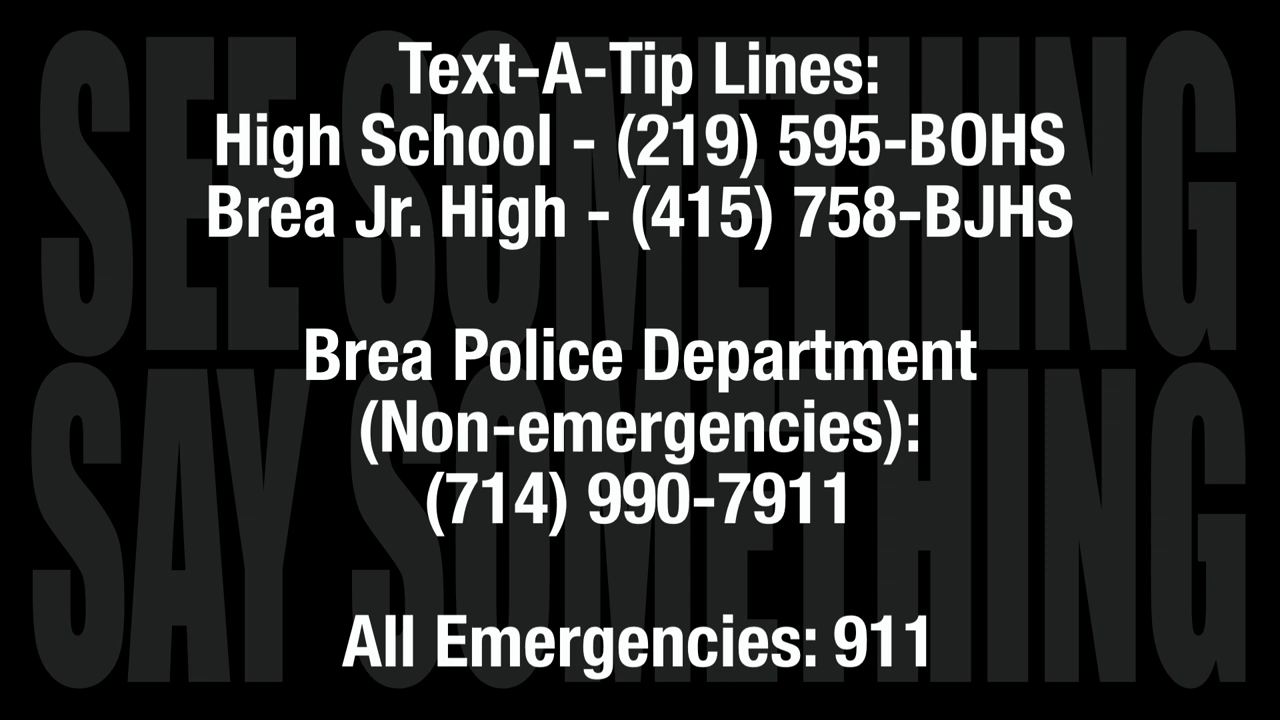 SEE SOMETHING
SAY SOMETHING
Text-A-Tip Lines:
High School - (219) 595-BOHS
Brea Jr. High - (415) 758-BJHS
Brea Police Department
(Non-emergencies):
(714) 990-7911
All Emergencies: 911